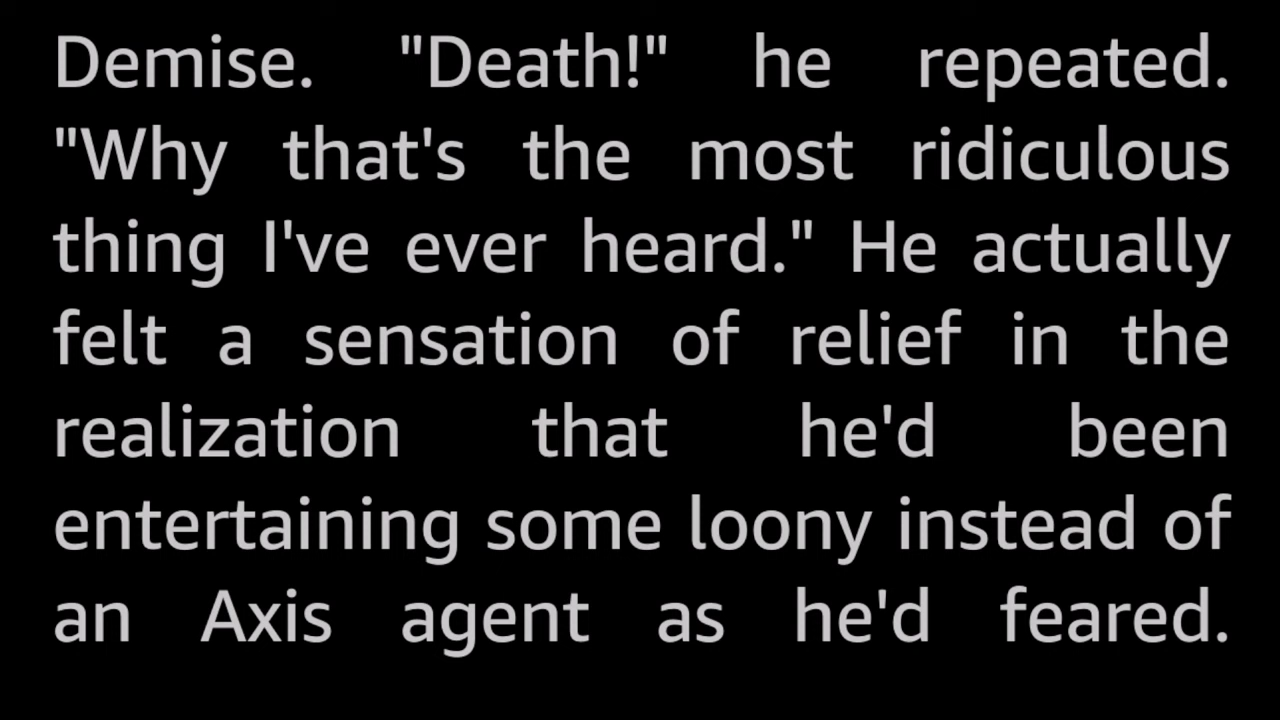 Demise. "Death!" he repeated.
"Why that's the most ridiculous
thing I've ever heard." He actually
felt a sensation of relief in the
realization that he'd been
entertaining some loony instead of
an Axis agent as he'd feared.